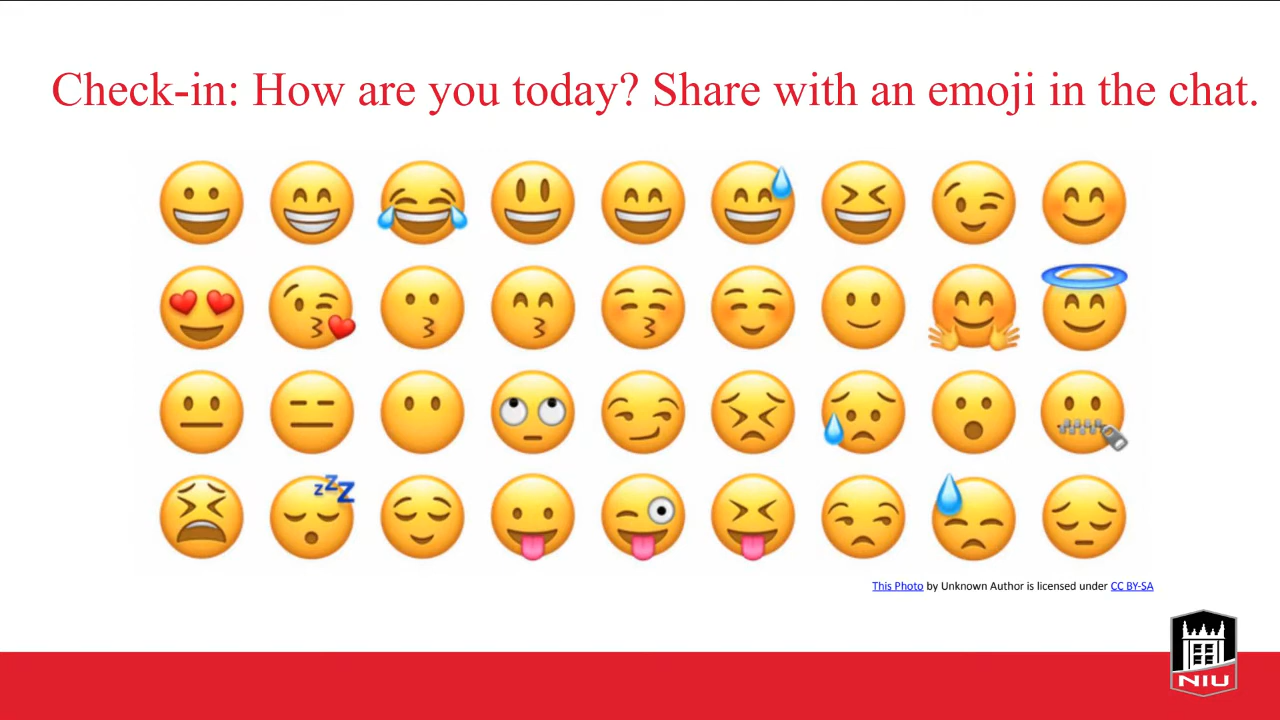 Check-in: How are you today? Share with an emoji in the chat.
zZZ
This Photo by Unknown Author is licensed under CC BY-SA
NIU